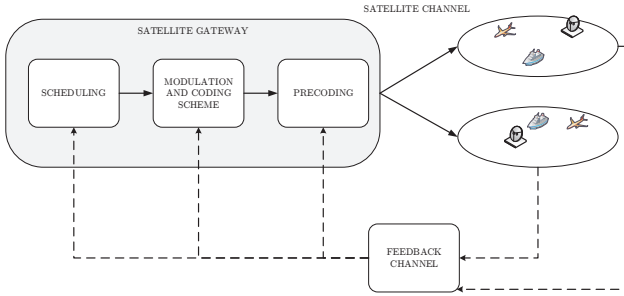 SATELLITE CHANNEL
SATELLITE GATEWAY
SCHEDULING
MODULATION
AND CODING
SCHEME
PRECODING
FEEDBACK
CHANNEL